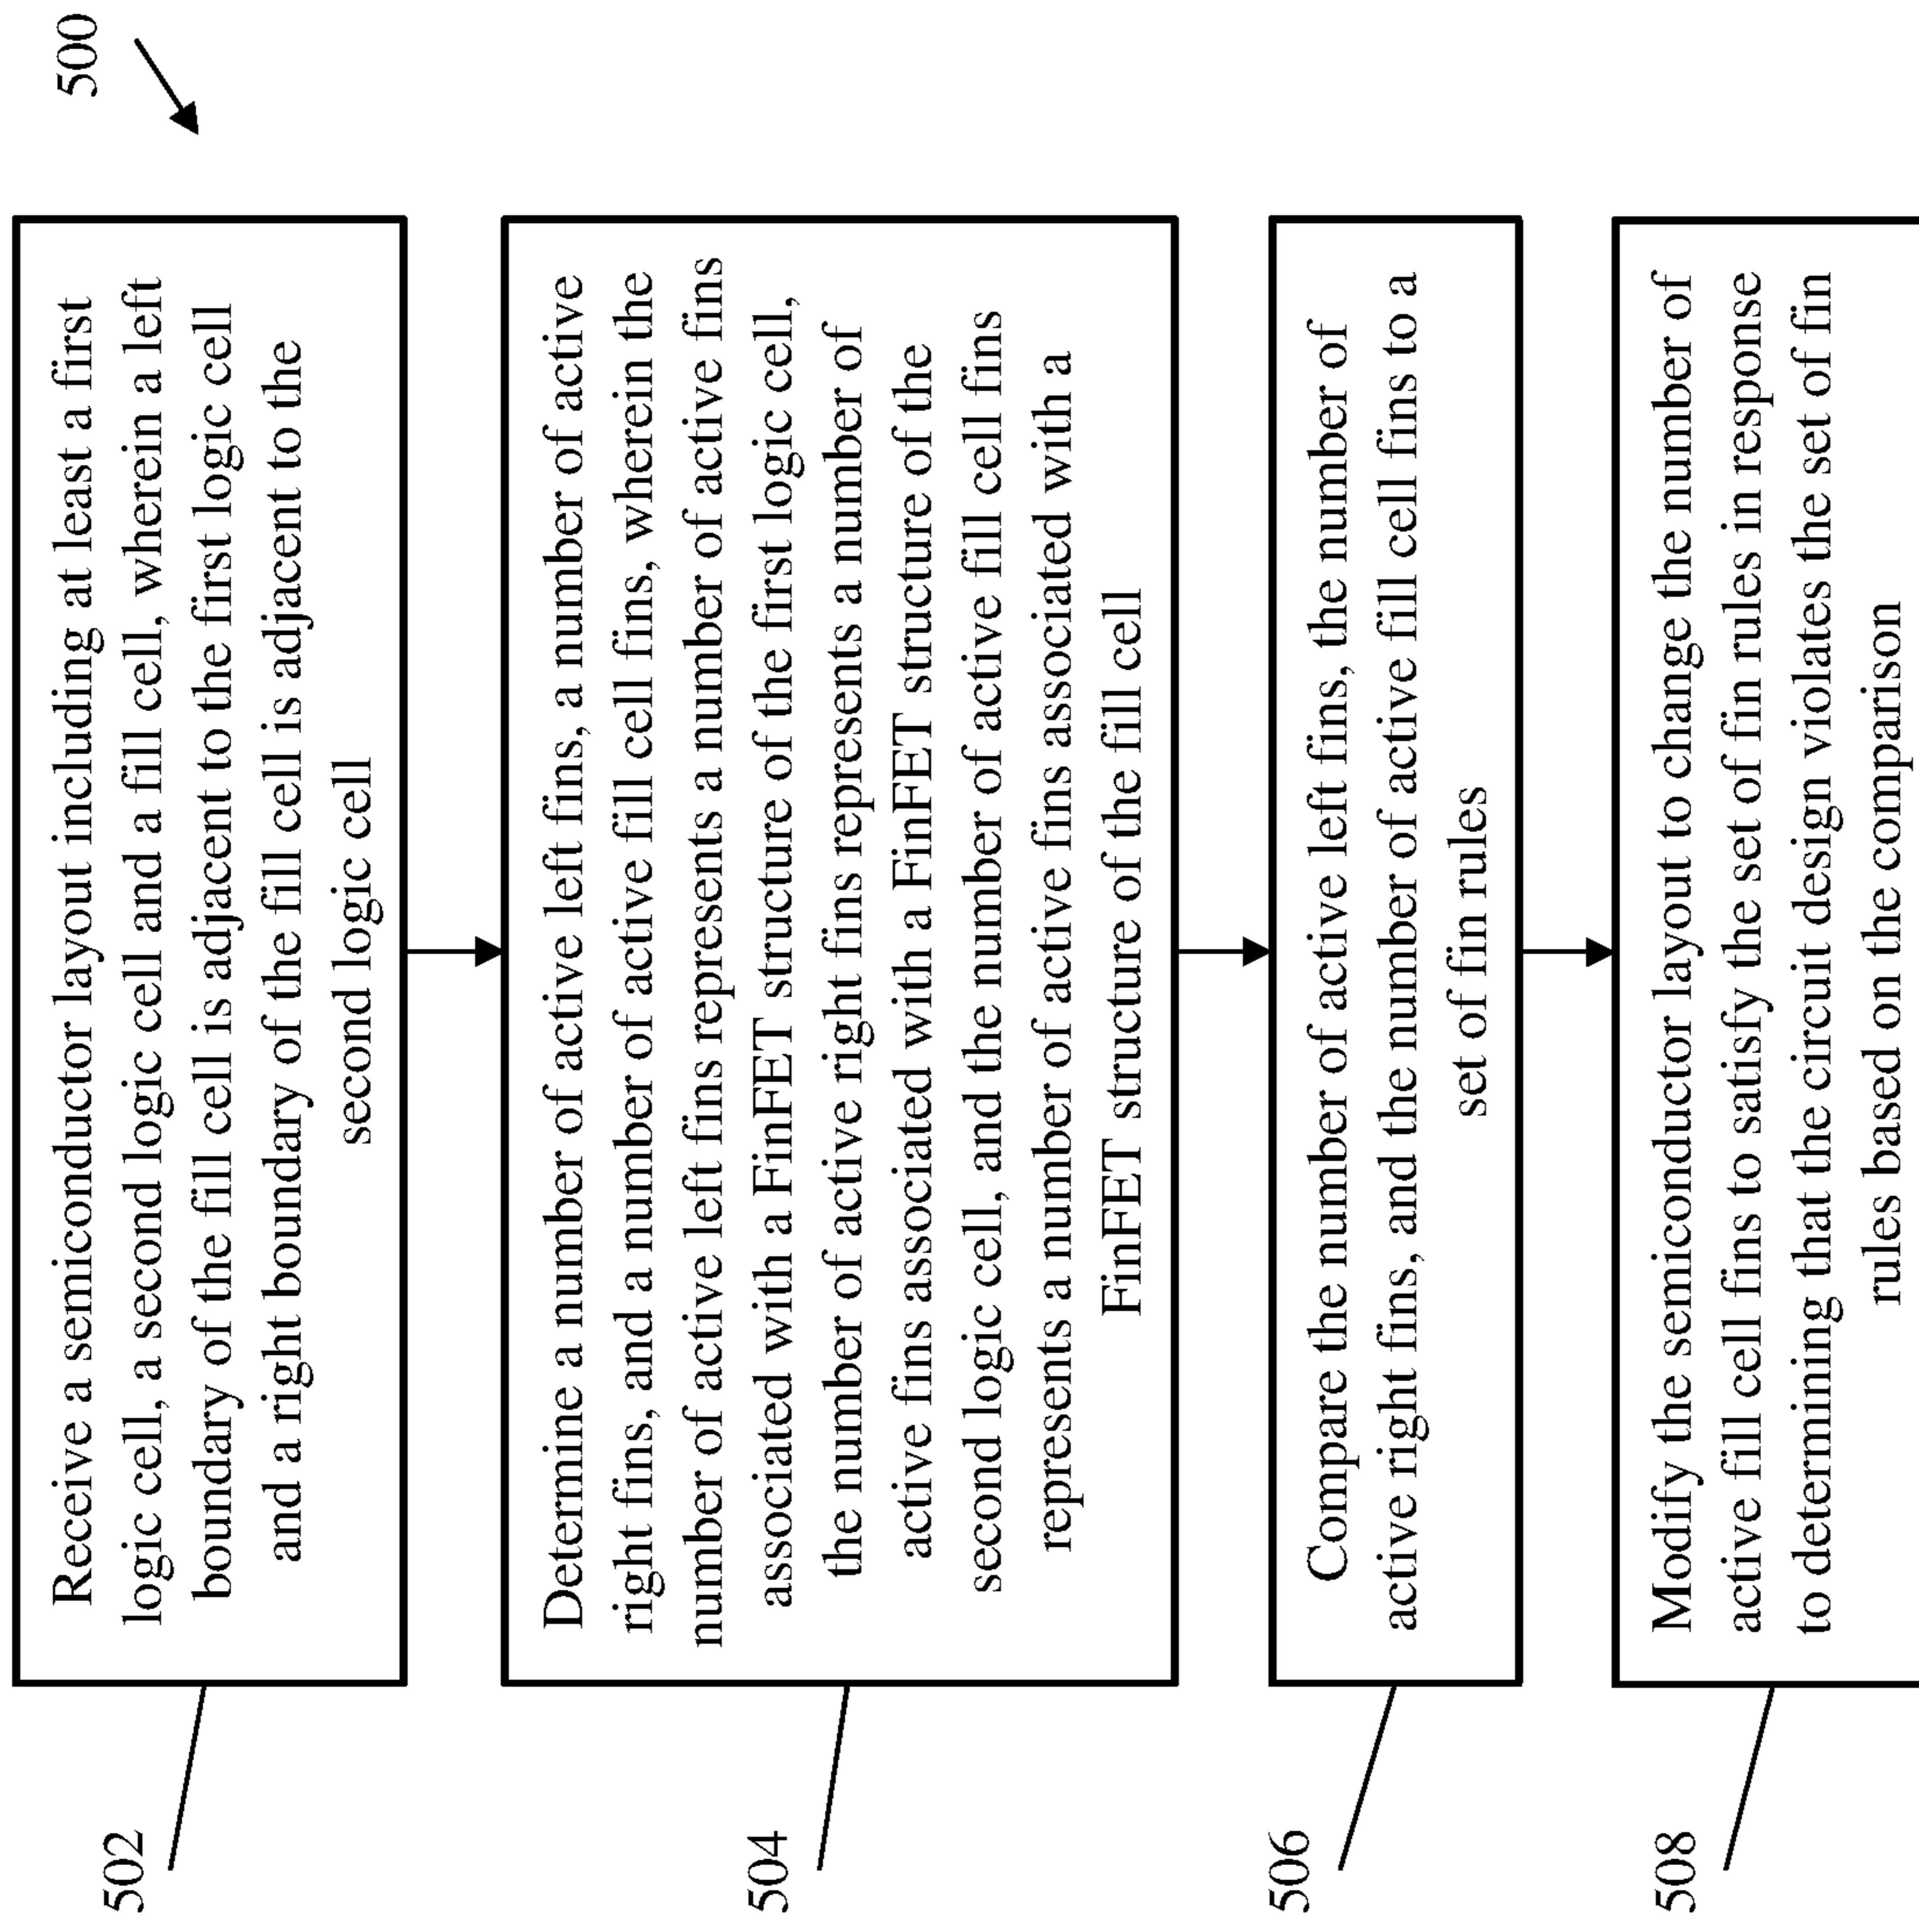 500
502
Receive a semiconductor layout including at least a first
logic cell, a second logic cell and a fill cell, wherein a left
boundary of the fill cell is adjacent to the first logic cell
and a right boundary of the fill cell is adjacent to the
second logic cell
504
Determine a number of active left fins, a number of active
right fins, and a number of active fill cell fins, wherein the
number of active left fins represents a number of active fins
associated with a FinFET structure of the first logic cell,
the number of active right fins represents a number of
active fins associated with a FinFET structure of the
second logic cell, and the number of active fill cell fins
represents a number of active fins associated with a
FinFET structure of the fill cell
506
Compare the number of active left fins, the number of
active right fins, and the number of active fill cell fins to a
set of fin rules
508
Modify the semiconductor layout to change the number of
active fill cell fins to satisfy the set of fin rules in response
to determining that the circuit design violates the set of fin
rules based on the comparison